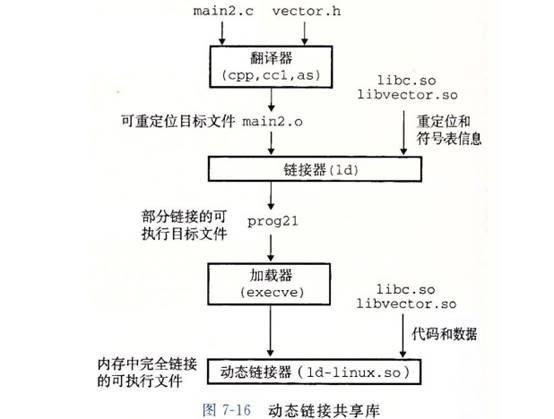 main2.c vector.h
翻译器
(cpp,cc1,as)
libc.so
libvector.so
可重定位目标文件 main2.o
重定位和
符号表信息
链接器(ld)
部分链接的可
执行目标文件
prog21
加载器
(execve)
libc.so
libvector.so
代码和数据
内存中完全链接
的可执行文件
动态链接器(ld-linux.so)
图 7-16 动态链接共享库